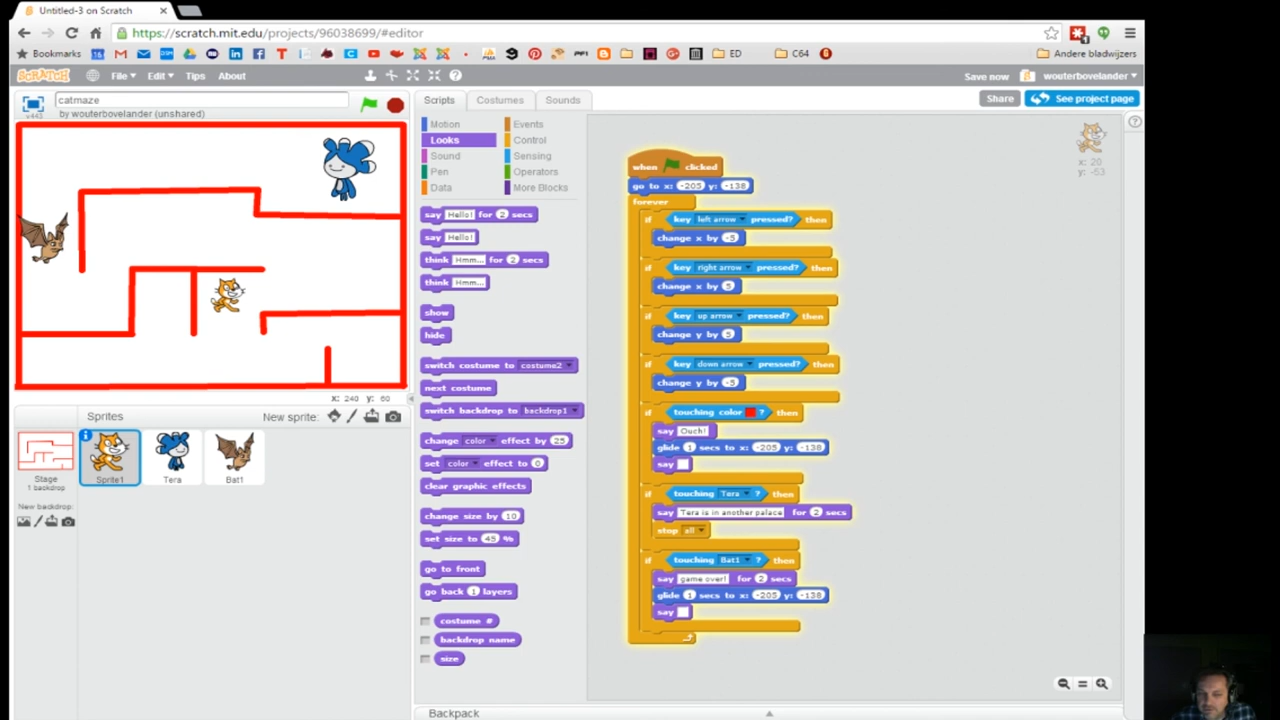 Untitled-3 on Scratch
https://scratch.mit.edu/projects/96038699/#editor
Bookmarks
ED
C64
Andere bladwijzers
SCRATCH
File
Edit
Tips
About
Save now
wouterbovelander
catmaze
by wouterbovelander (unshared)
Share
See project page
Scripts
Costumes
Sounds
Motion
Events
Looks
Control
Sound
Sensing
Pen
Operators
Data
More Blocks
say Hello! for 2 secs
say Hello!
think Hmm... for 2 secs
think Hmm...
show
hide
switch costume to costume2
next costume
switch backdrop to backdrop1
change color effect by 25
set color effect to 0
clear graphic effects
change size by 10
set size to 45 %
go to front
go back 1 layers
costume #
backdrop name
size
when clicked
go to x: -205 y: -138
forever
if key left arrow pressed? then
change x by -5
if key right arrow pressed? then
change x by 5
if key up arrow pressed? then
change y by 5
if key down arrow pressed? then
change y by -5
if touching color ? then
say Ouch!
glide 1 secs to x: -205 y: -138
say
if touching Tera ? then
say Tera is in another palace for 2 secs
stop all
if touching Bat1 ? then
say game over! for 2 secs
glide 1 secs to x: -205 y: -138
say
x: 20
y: -53
x: 240 y: 60
Sprites
New sprite:
Stage
1 backdrop
New backdrop:
Sprite1
Tera
Bat1
Backpack